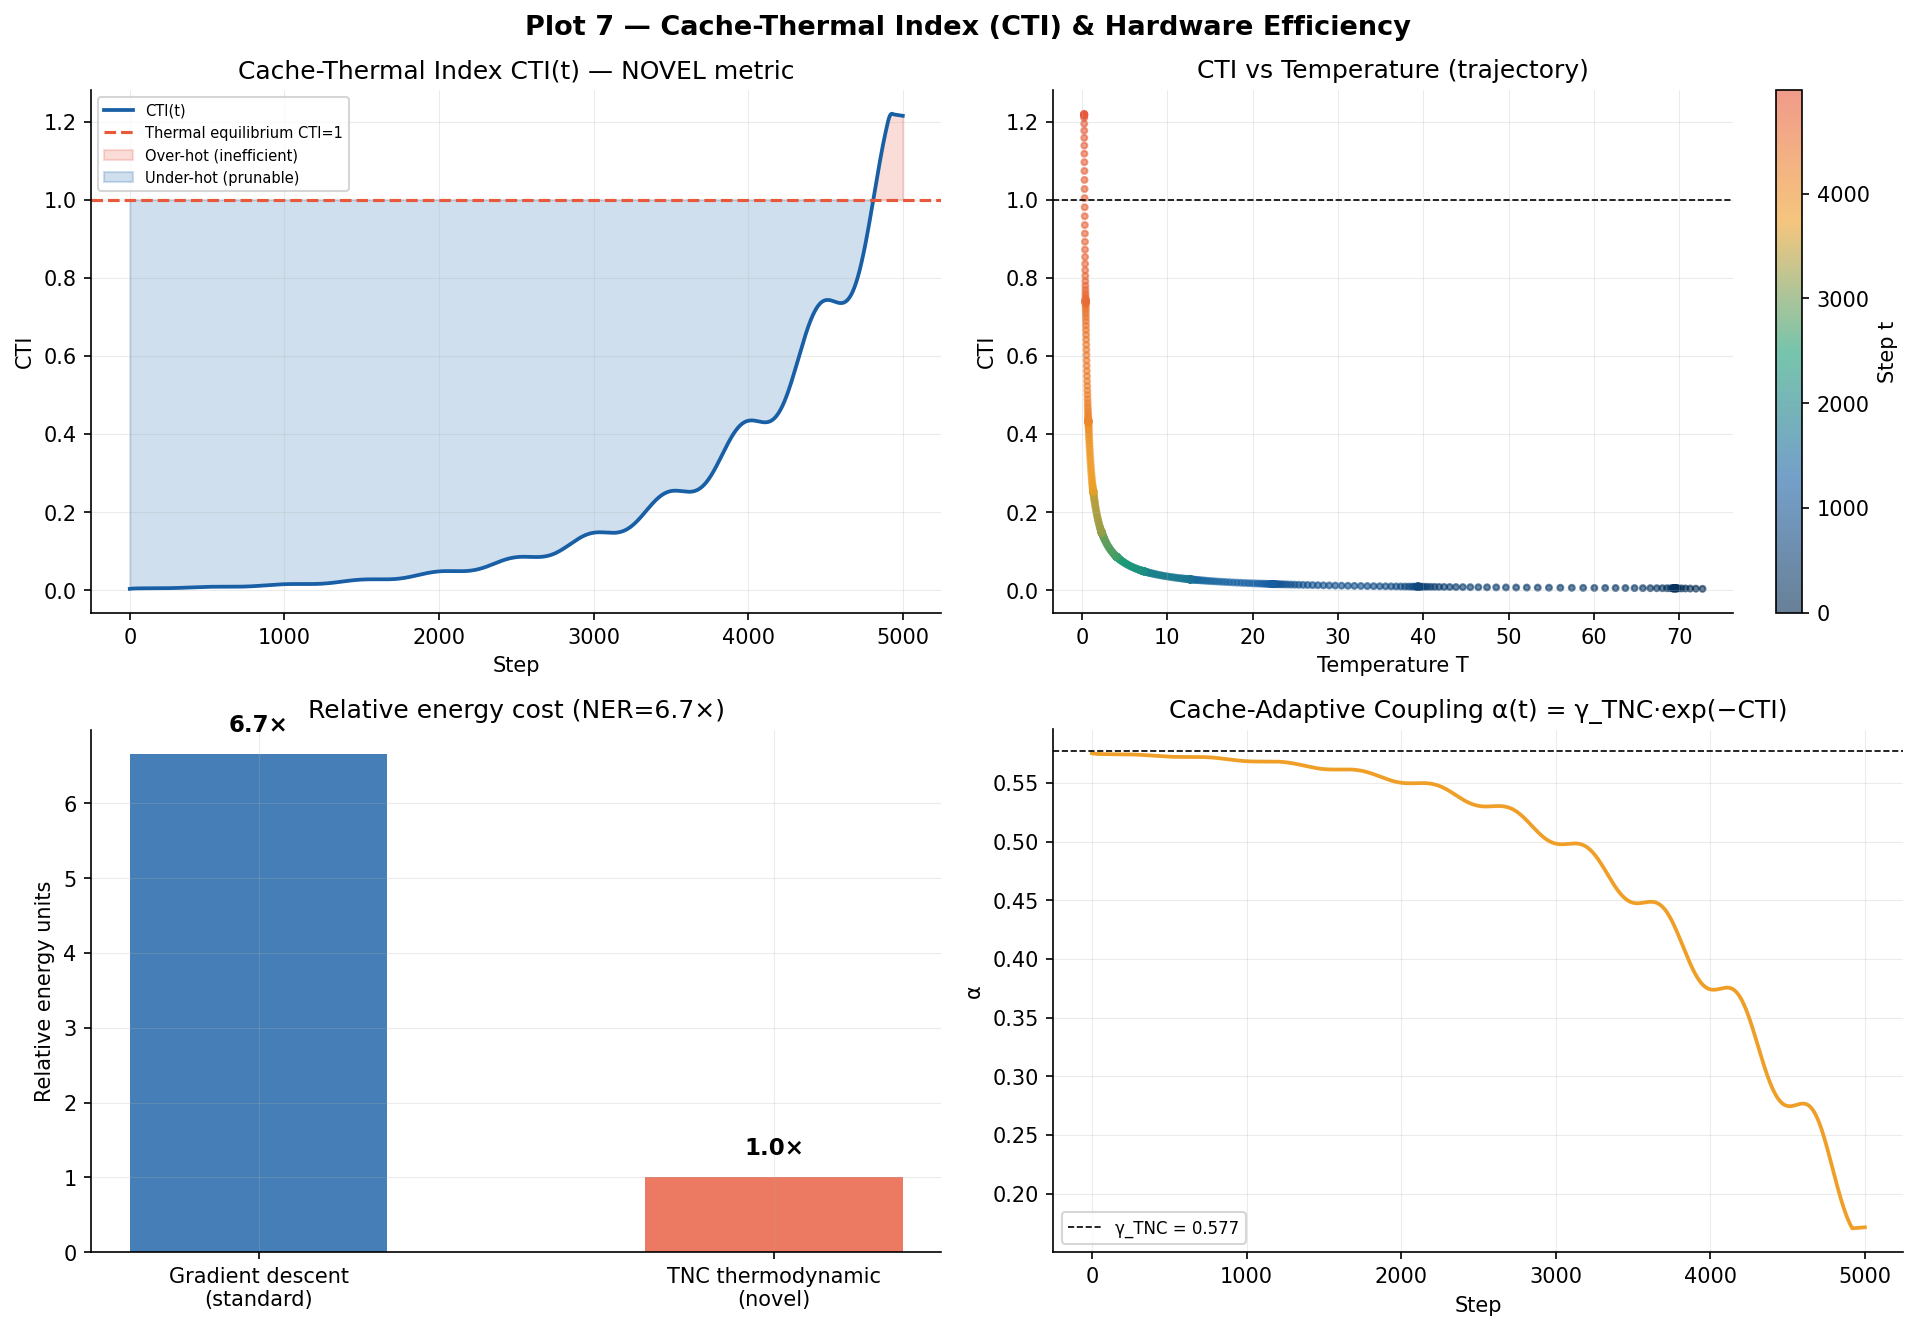 Plot 7 — Cache-Thermal Index (CTI) & Hardware Efficiency
Cache-Thermal Index CTI(t) — NOVEL metric
CTI(t)
Thermal equilibrium CTI=1
Over-hot (inefficient)
Under-hot (prunable)
1.2
1.0
0.8
0.6
0.4
0.2
0.0
CTI
0 1000 2000 3000 4000 5000
Step
CTI vs Temperature (trajectory)
1.2
1.0
0.8
0.6
0.4
0.2
0.0
CTI
0 10 20 30 40 50 60 70
Temperature T
4000
3000
2000
1000
0
Step t
Relative energy cost (NER=6.7×)
6.7×
1.0×
6
5
4
3
2
1
0
Relative energy units
Gradient descent
(standard)
TNC thermodynamic
(novel)
Cache-Adaptive Coupling α(t) = γ_TNC·exp(−CTI)
0.55
0.50
0.45
0.40
0.35
0.30
0.25
0.20
α
γ_TNC = 0.577
0 1000 2000 3000 4000 5000
Step